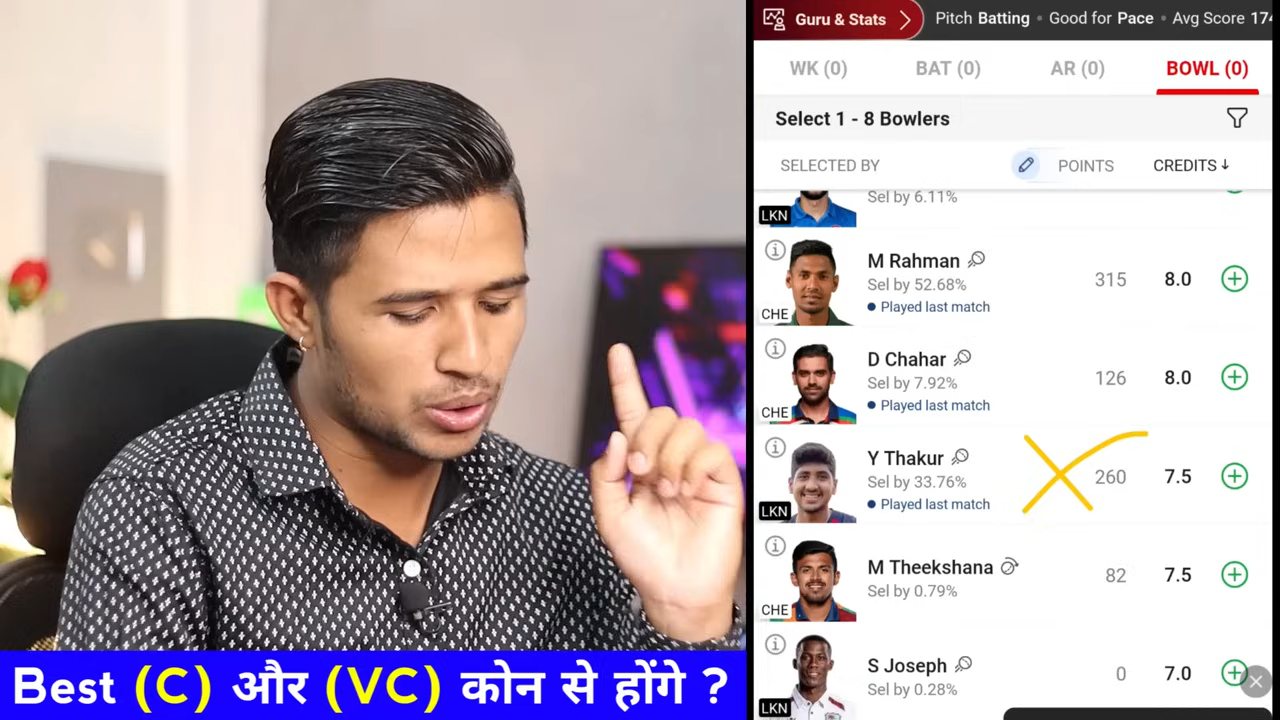 Guru & Stats
Pitch Batting • Good for Pace • Avg Score 174
WK (0) BAT (0) AR (0) BOWL (0)
Select 1 - 8 Bowlers
SELECTED BY POINTS CREDITS↓
Sel by 6.11%
LKN
M Rahman
315 8.0
Sel by 52.68%
Played last match
CHE
D Chahar
126 8.0
Sel by 7.92%
Played last match
CHE
Y Thakur
260 7.5
Sel by 33.76%
Played last match
LKN
M Theekshana
82 7.5
Sel by 0.79%
CHE
S Joseph
0 7.0
Sel by 0.28%
LKN
Best (C) और (VC) कोन से होंगे ?